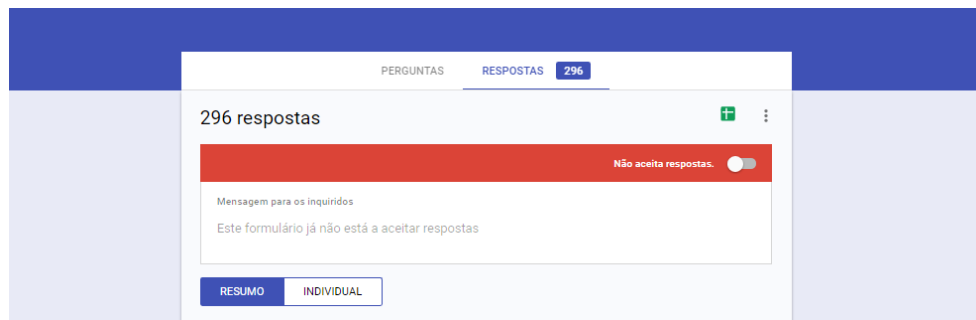 PERGUNTAS RESPOSTAS 296
296 respostas
Não aceita respostas.
Mensagem para os inquiridos
Este formulário já não está a aceitar respostas
RESUMO INDIVIDUAL